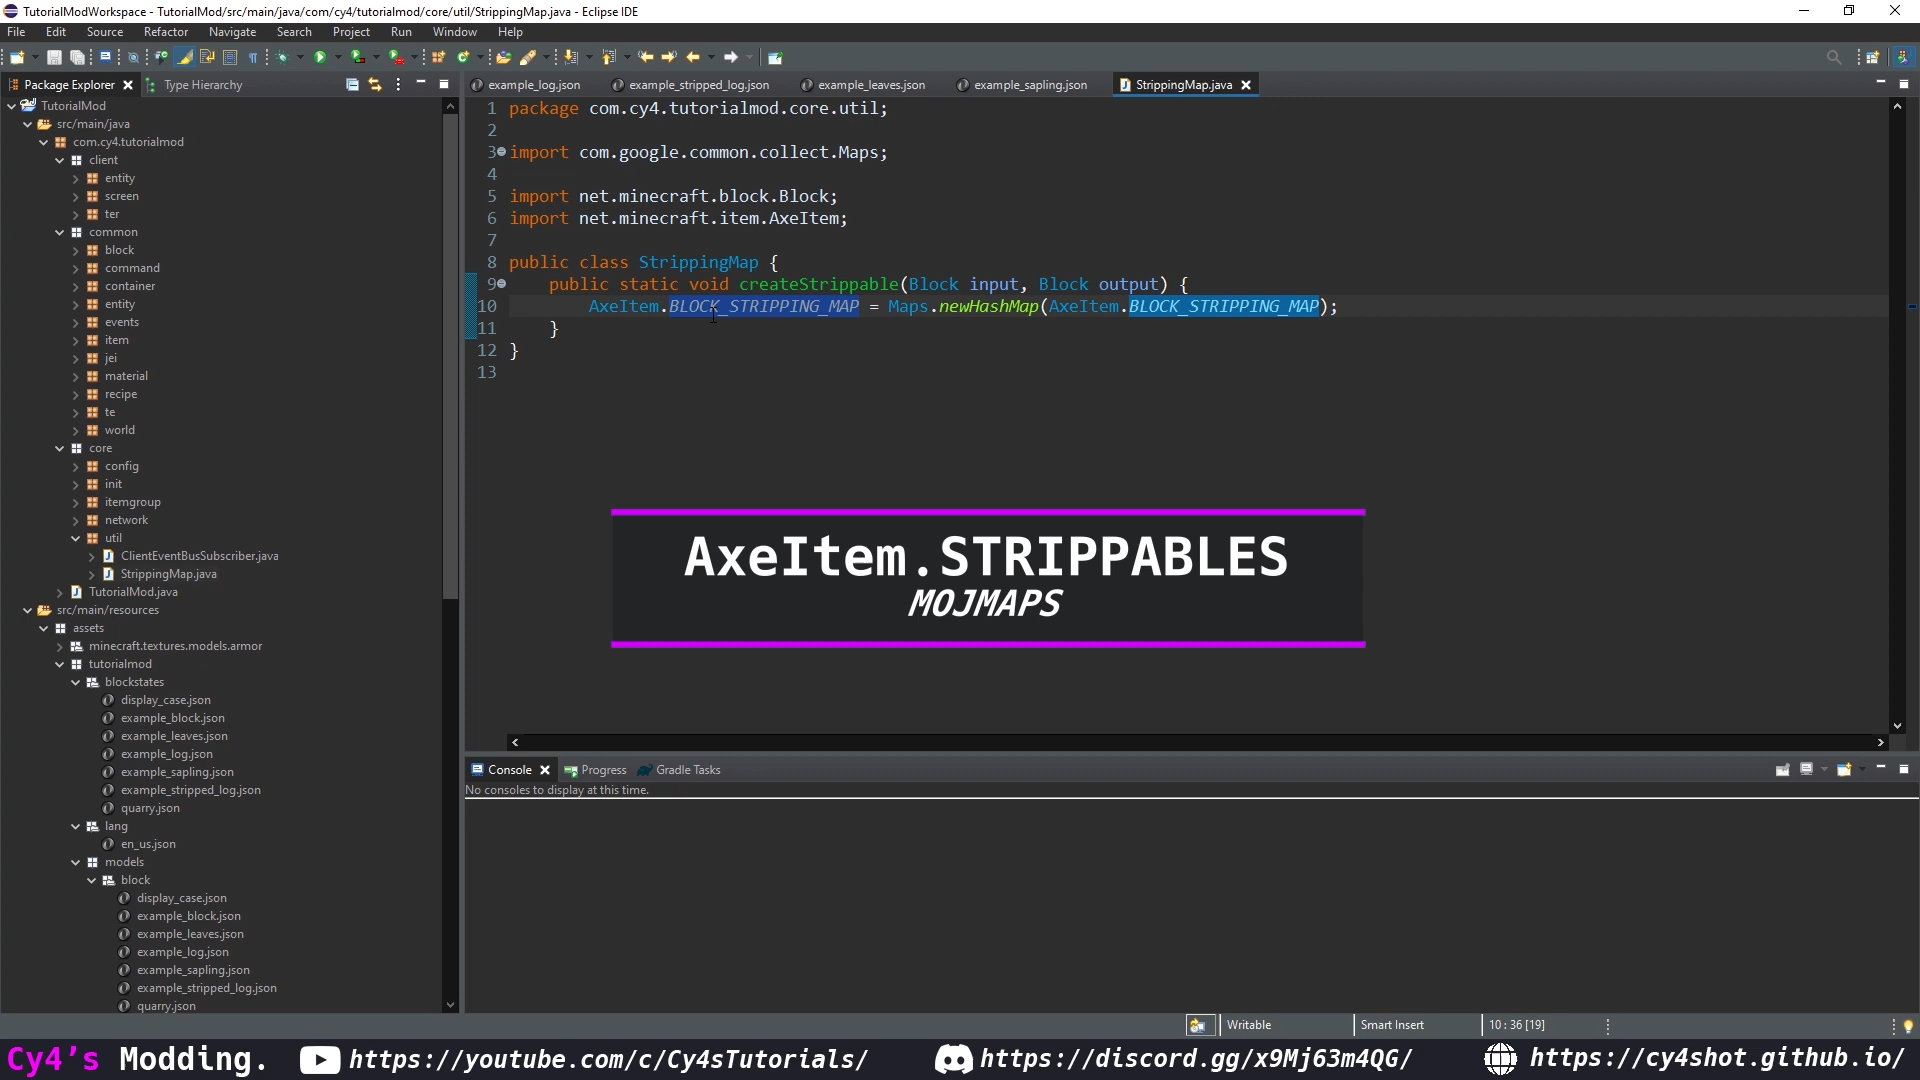 TutorialModWorkspace - TutorialMod/src/main/java/com/cy4/tutorialmod/core/util/StrippingMap.java - Eclipse IDE
File Edit Source Refactor Navigate Search Project Run Window Help
Package Explorer Type Hierarchy
example_log.json example_stripped_log.json example_leaves.json example_sapling.json StrippingMap.java
TutorialMod
src/main/java
com.cy4.tutorialmod
client
entity
screen
ter
common
block
command
container
entity
events
item
jei
material
recipe
te
world
core
config
init
itemgroup
network
util
ClientEventBusSubscriber.java
StrippingMap.java
TutorialMod.java
src/main/resources
assets
minecraft.textures.models.armor
tutorialmod
blockstates
display_case.json
example_block.json
example_leaves.json
example_log.json
example_sapling.json
example_stripped_log.json
quarry.json
lang
en_us.json
models
block
display_case.json
example_block.json
example_leaves.json
example_log.json
example_sapling.json
example_stripped_log.json
quarry.json
1 package com.cy4.tutorialmod.core.util;
2
3 import com.google.common.collect.Maps;
4
5 import net.minecraft.block.Block;
6 import net.minecraft.item.AxeItem;
7
8 public class StrippingMap {
9 public static void createStrippable(Block input, Block output) {
10 AxeItem.BLOCK_STRIPPING_MAP = Maps.newHashMap(AxeItem.BLOCK_STRIPPING_MAP);
11 }
12 }
13
AxeItem.STRIPPABLES
MOJMAPS
Console Progress Gradle Tasks
No consoles to display at this time.
Writable Smart Insert 10 : 36 [19]
Cy4's Modding. https://youtube.com/c/Cy4sTutorials/ https://discord.gg/x9Mj63m4QG/ https://cy4shot.github.io/